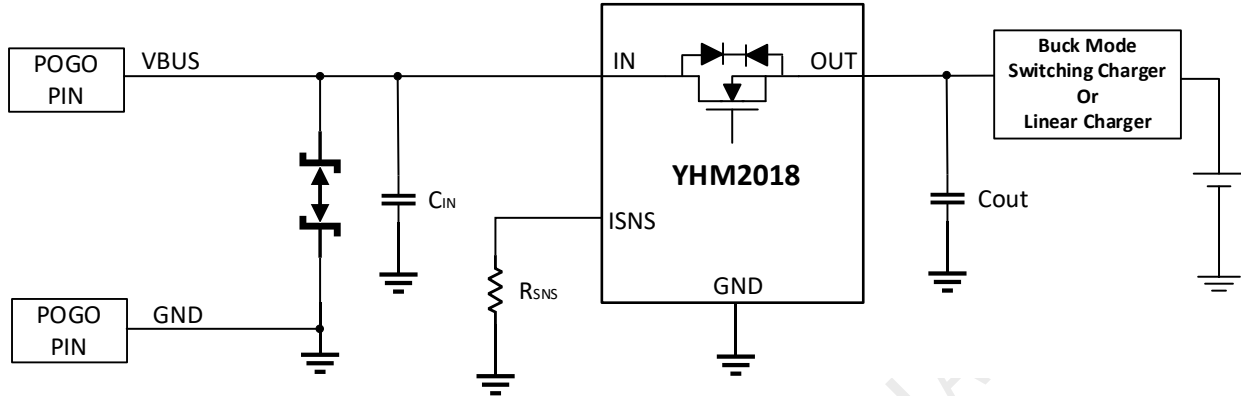 POGO
PIN
VBUS
IN
OUT
Buck Mode
Switching Charger
Or
Linear Charger
YHM2018
CIN
ISNS
Cout
RSNS
GND
POGO
PIN
GND